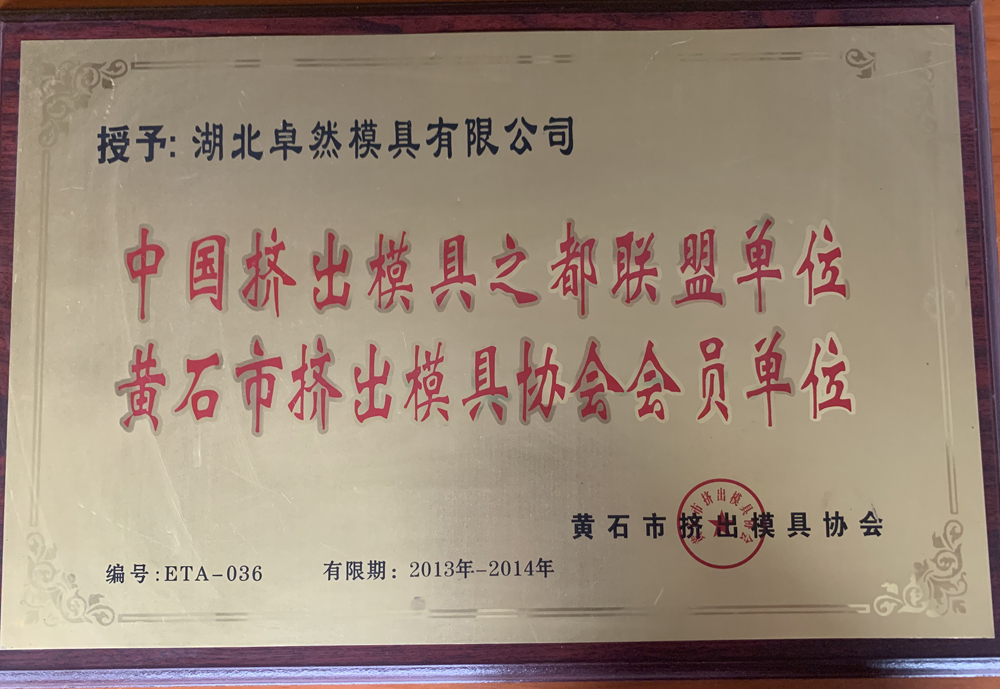 授予: 湖北卓然模具有限公司
中国挤出模具之都联盟单位
黄石市挤出模具协会会员单位
黄石市挤出模具协会
编号:ETA-036 有限期: 2013年-2014年